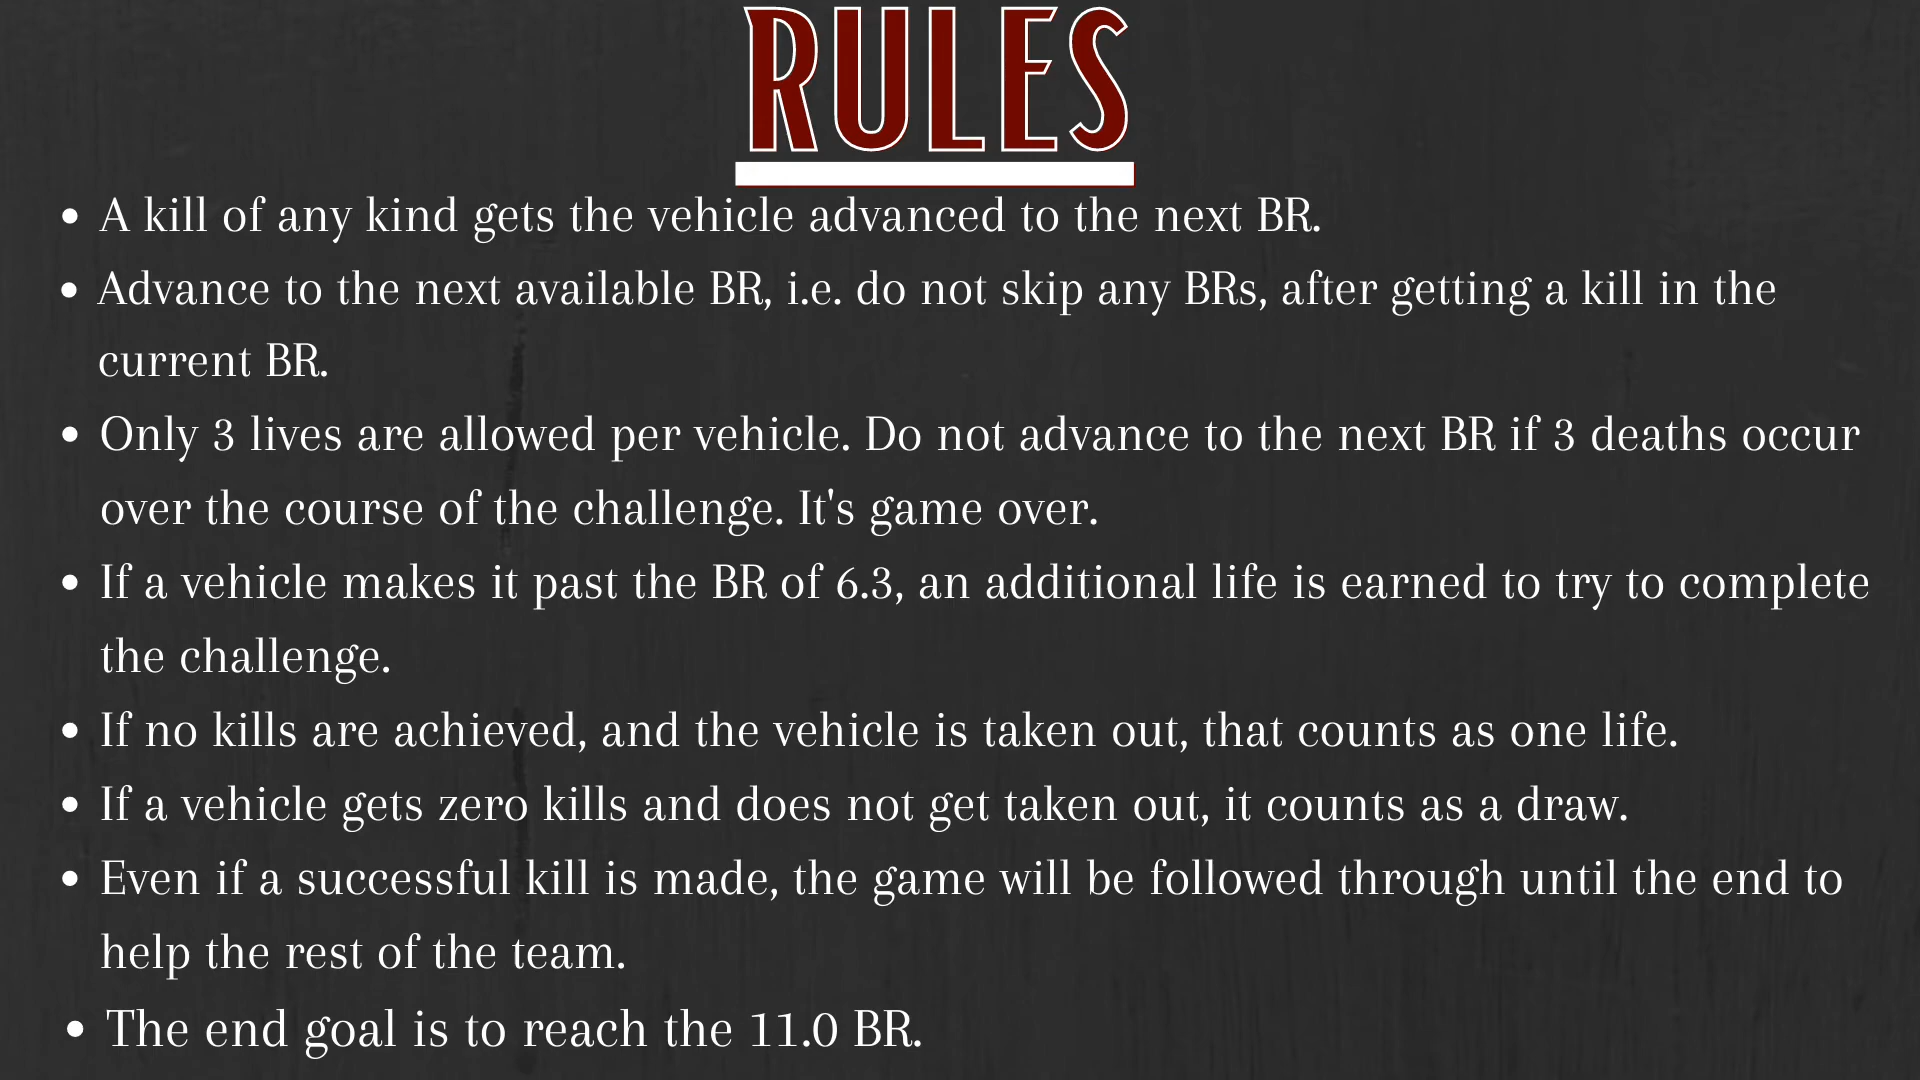 RULES
• A kill of any kind gets the vehicle advanced to the next BR.
• Advance to the next available BR, i.e. do not skip any BRs, after getting a kill in the
current BR.
• Only 3 lives are allowed per vehicle. Do not advance to the next BR if 3 deaths occur
over the course of the challenge. It's game over.
• If a vehicle makes it past the BR of 6.3, an additional life is earned to try to complete
the challenge.
• If no kills are achieved, and the vehicle is taken out, that counts as one life.
• If a vehicle gets zero kills and does not get taken out, it counts as a draw.
• Even if a successful kill is made, the game will be followed through until the end to
help the rest of the team.
• The end goal is to reach the 11.0 BR.